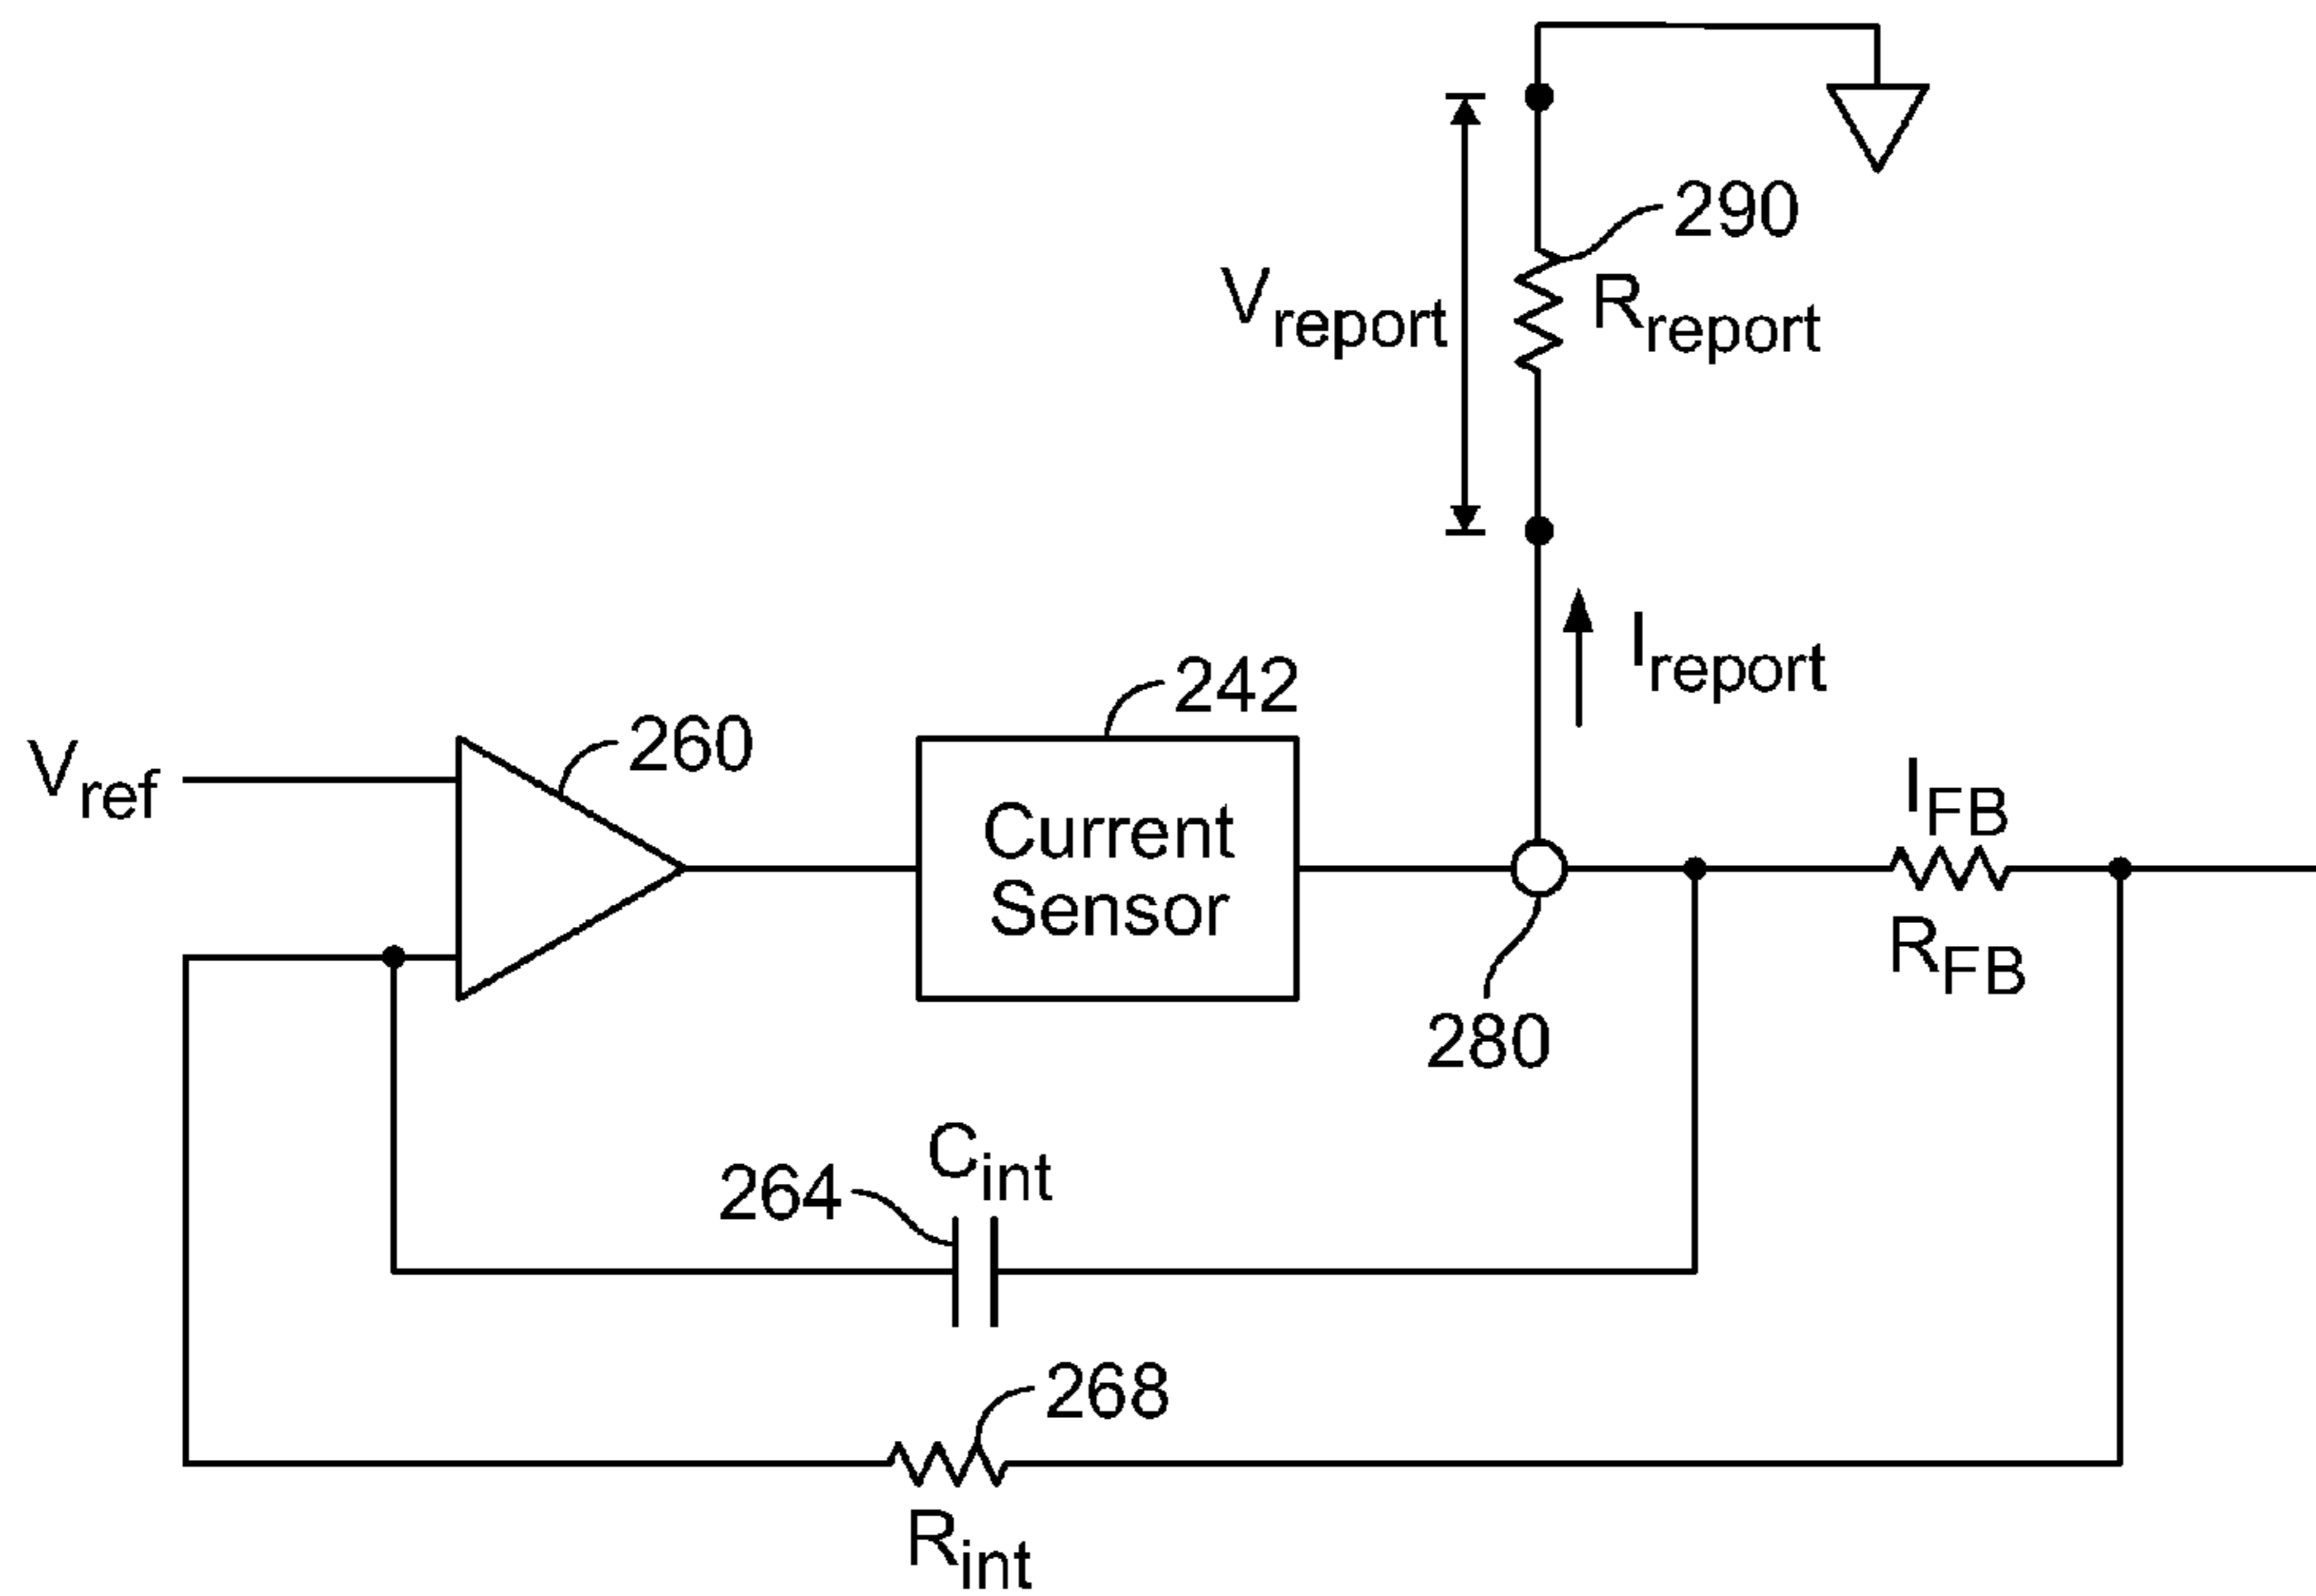 290
Vreport
Rreport
Ireport
242
260
Vref
Current
Sensor
IFB
RFB
280
Cint
264
268
Rint